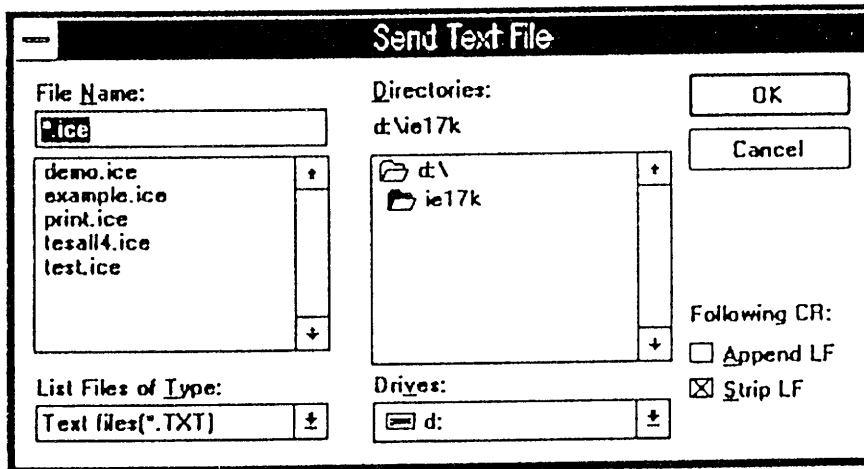 Send Text File
File Name:
*.ice
demo.ice
example.ice
print.ice
tesall4.ice
test.ice
List Files of Type:
Text files(*.TXT)
Directories:
d:\ie17k
d:\
ie17k
Drives:
d:
OK
Cancel
Following CR:
Append LF
Strip LF